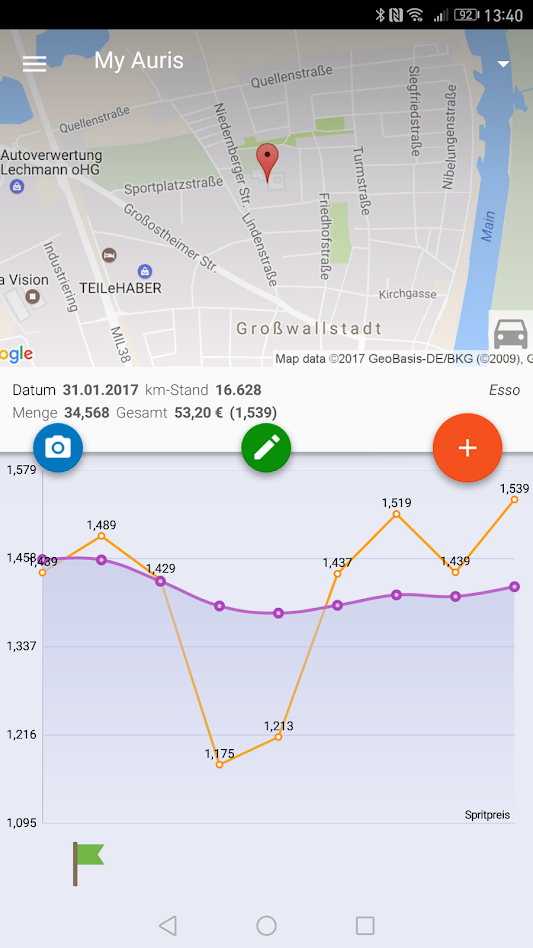 92 13:40
My Auris
Quellenstraße
Quellenstraße
Siegfriedstraße
Nibelungenstraße
Niedernberger Str.
Autoverwertung
Lechmann oHG
Sportplatzstraße
Turmstraße
Großostheimer Str.
Lindenstraße
Friedhofstraße
Main
Industriering
a Vision
TEILeHABER
Kirchgasse
MIL38
Großwallstadt
ogle
Map data ©2017 GeoBasis-DE/BKG (©2009), G
Datum 31.01.2017 km-Stand 16.628 Esso
Menge 34,568 Gesamt 53,20 € (1,539)
1,579
1,539
1,519
1,489
1,458
1,439
1,429
1,437
1,439
1,337
1,216
1,213
1,175
1,095
Spritpreis